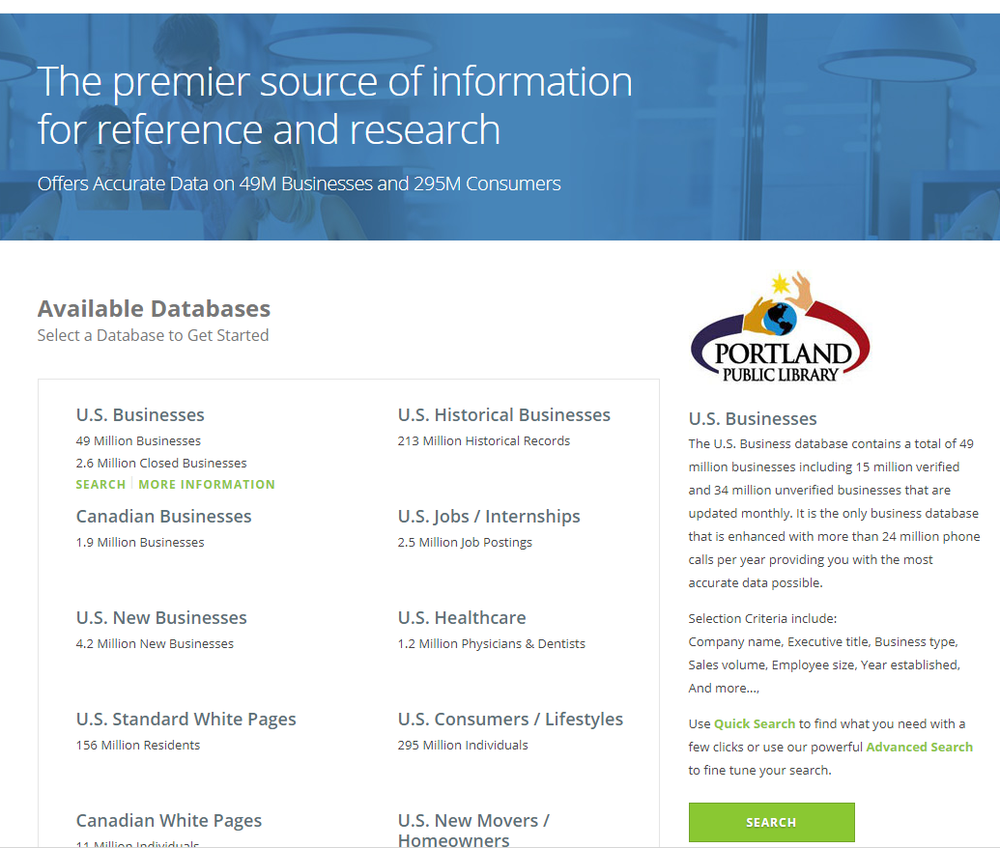 The premier source of information
for reference and research
Offers Accurate Data on 49M Businesses and 295M Consumers
Available Databases
Select a Database to Get Started
U.S. Businesses
49 Million Businesses
2.6 Million Closed Businesses
SEARCH | MORE INFORMATION
U.S. Historical Businesses
213 Million Historical Records
Canadian Businesses
1.9 Million Businesses
U.S. Jobs / Internships
2.5 Million Job Postings
U.S. New Businesses
4.2 Million New Businesses
U.S. Healthcare
1.2 Million Physicians & Dentists
U.S. Standard White Pages
156 Million Residents
U.S. Consumers / Lifestyles
295 Million Individuals
Canadian White Pages
11 Million Individuals
U.S. New Movers /
Homeowners
PORTLAND
PUBLIC LIBRARY
U.S. Businesses
The U.S. Business database contains a total of 49
million businesses including 15 million verified
and 34 million unverified businesses that are
updated monthly. It is the only business database
that is enhanced with more than 24 million phone
calls per year providing you with the most
accurate data possible.
Selection Criteria include:
Company name, Executive title, Business type,
Sales volume, Employee size, Year established,
And more...,
Use Quick Search to find what you need with a
few clicks or use our powerful Advanced Search
to fine tune your search.
SEARCH